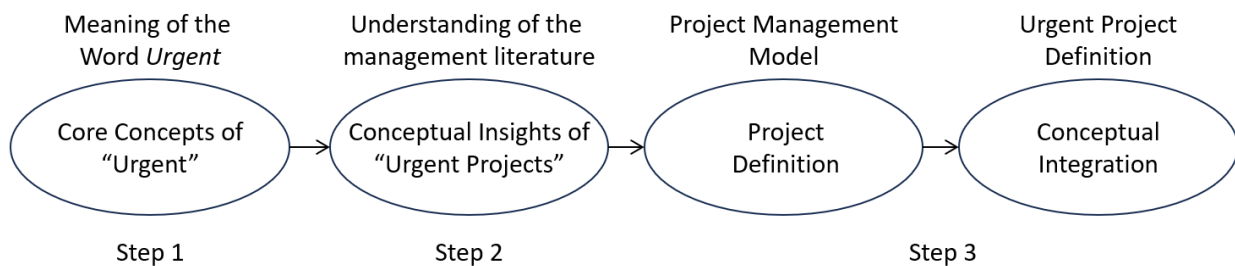 Meaning of the
Word Urgent
Understanding of the
management literature
Project Management
Model
Urgent Project
Definition
Core Concepts of
“Urgent”
Conceptual Insights of
“Urgent Projects”
Project
Definition
Conceptual
Integration
Step 1
Step 2
Step 3